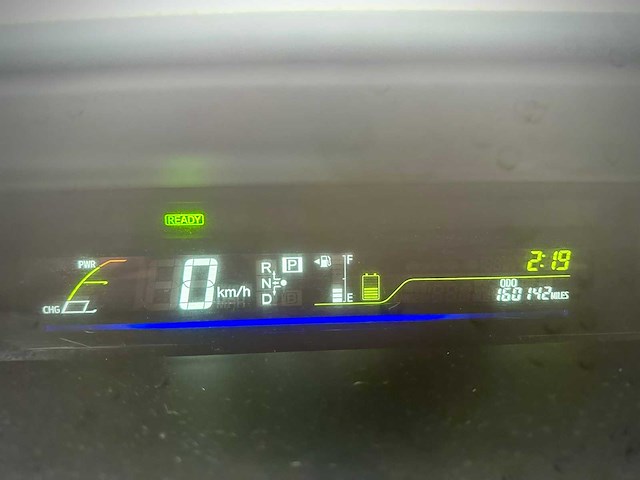 READY
PWR
CHG
0 km/h
R
N
D
P
F
E
2:19
ODO
160142 MILES